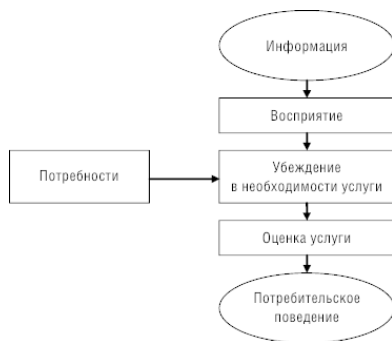 Информация
Восприятие
Потребности
Убеждение
в необходимости услуги
Оценка услуги
Потребительское
поведение